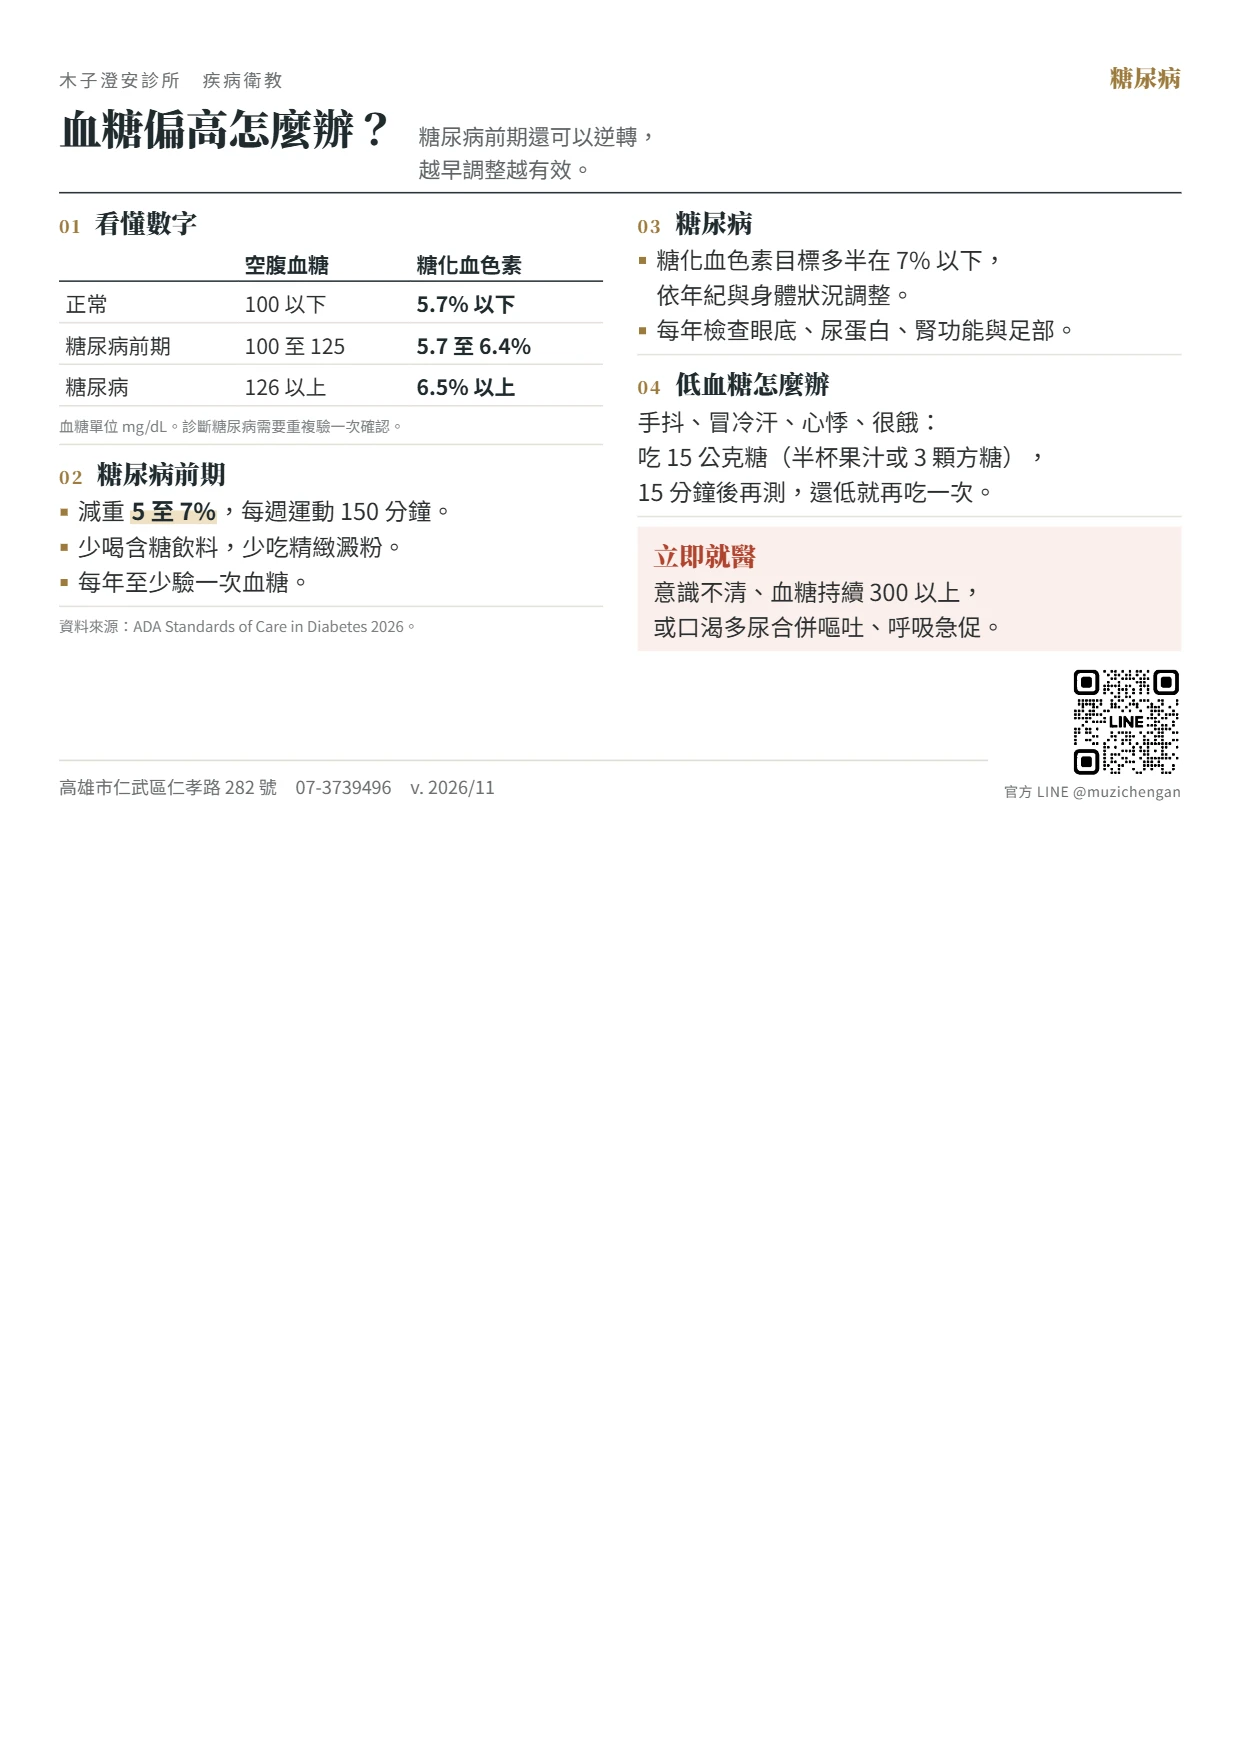 木子澄安診所　疾病衛教
糖尿病
血糖偏高怎麼辦？
糖尿病前期還可以逆轉，
越早調整越有效。
01 看懂數字
空腹血糖 糖化血色素
正常 100 以下 5.7% 以下
糖尿病前期 100 至 125 5.7 至 6.4%
糖尿病 126 以上 6.5% 以上
血糖單位 mg/dL。診斷糖尿病需要重複驗一次確認。
02 糖尿病前期
▪ 減重 5 至 7%，每週運動 150 分鐘。
▪ 少喝含糖飲料，少吃精緻澱粉。
▪ 每年至少驗一次血糖。
資料來源：ADA Standards of Care in Diabetes 2026。
03 糖尿病
▪ 糖化血色素目標多半在 7% 以下，
依年紀與身體狀況調整。
▪ 每年檢查眼底、尿蛋白、腎功能與足部。
04 低血糖怎麼辦
手抖、冒冷汗、心悸、很餓：
吃 15 公克糖（半杯果汁或 3 顆方糖），
15 分鐘後再測，還低就再吃一次。
立即就醫
意識不清、血糖持續 300 以上，
或口渴多尿合併嘔吐、呼吸急促。
LINE
高雄市仁武區仁孝路 282 號　07-3739496　v. 2026/11
官方 LINE @muzichengan